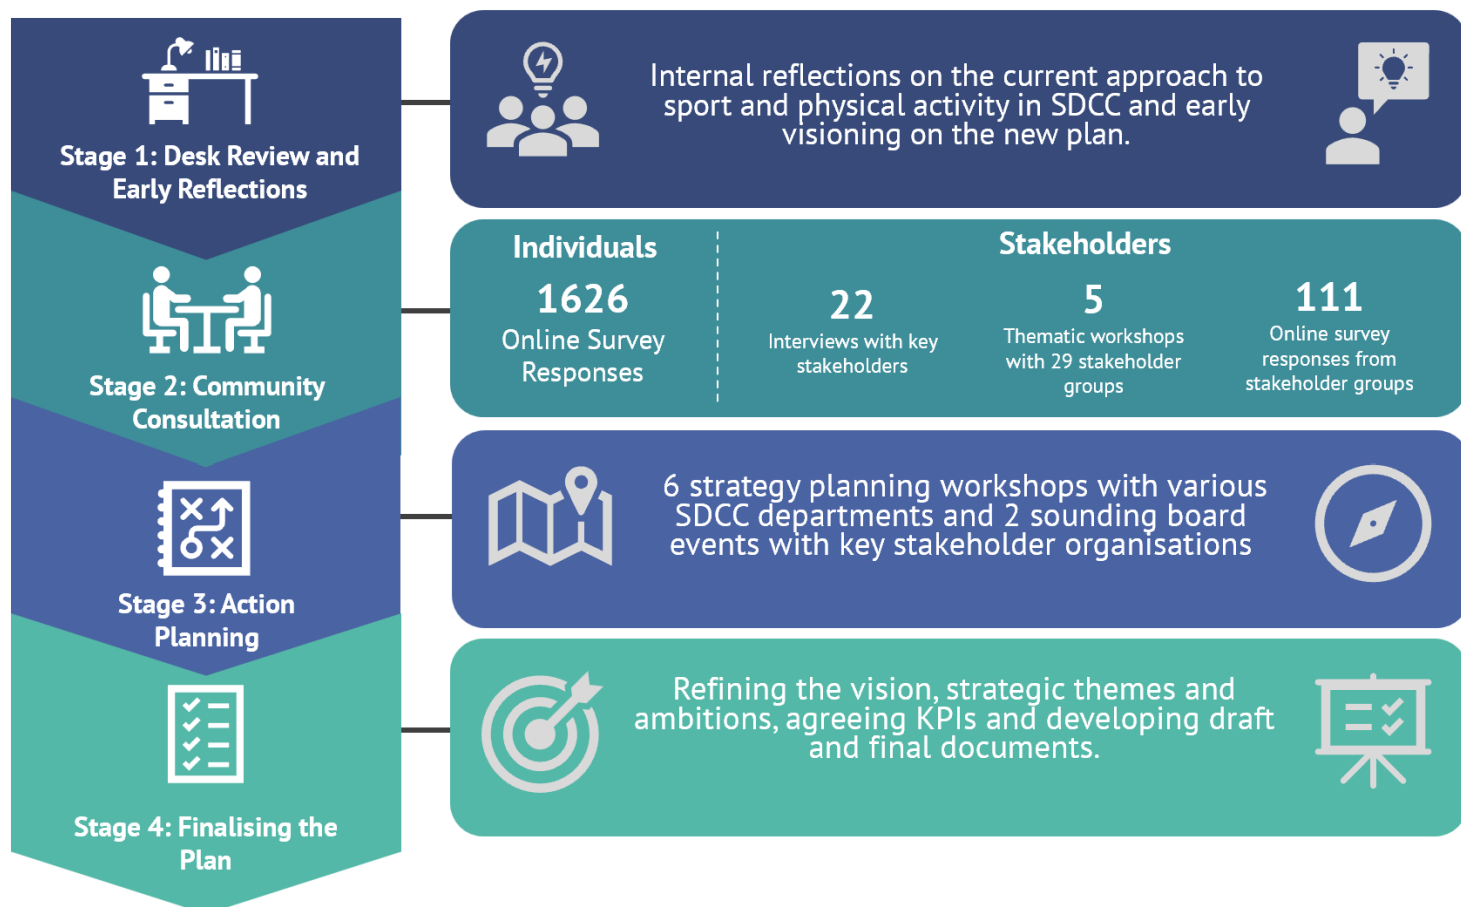 Stage 1: Desk Review and
Early Reflections
Internal reflections on the current approach to
sport and physical activity in SDCC and early
visioning on the new plan.
Stage 2: Community
Consultation
Individuals
1626
Online Survey
Responses
Stakeholders
22
Interviews with key
stakeholders
5
Thematic workshops
with 29 stakeholder
groups
111
Online survey
responses from
stakeholder groups
Stage 3: Action
Planning
6 strategy planning workshops with various
SDCC departments and 2 sounding board
events with key stakeholder organisations
Stage 4: Finalising the
Plan
Refining the vision, strategic themes and
ambitions, agreeing KPIs and developing draft
and final documents.